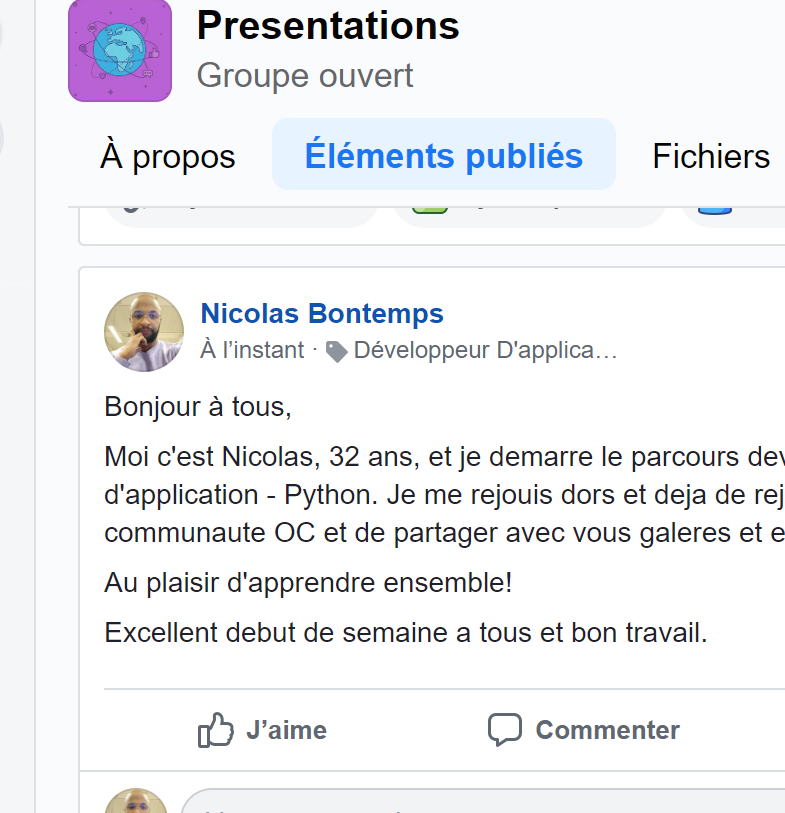 Presentations
Groupe ouvert
À propos Éléments publiés Fichiers
Nicolas Bontemps
À l’instant · Développeur D'applica…
Bonjour à tous,
Moi c'est Nicolas, 32 ans, et je demarre le parcours dev
d'application - Python. Je me rejouis dors et deja de rej
communaute OC et de partager avec vous galeres et e
Au plaisir d'apprendre ensemble!
Excellent debut de semaine a tous et bon travail.
J’aime Commenter